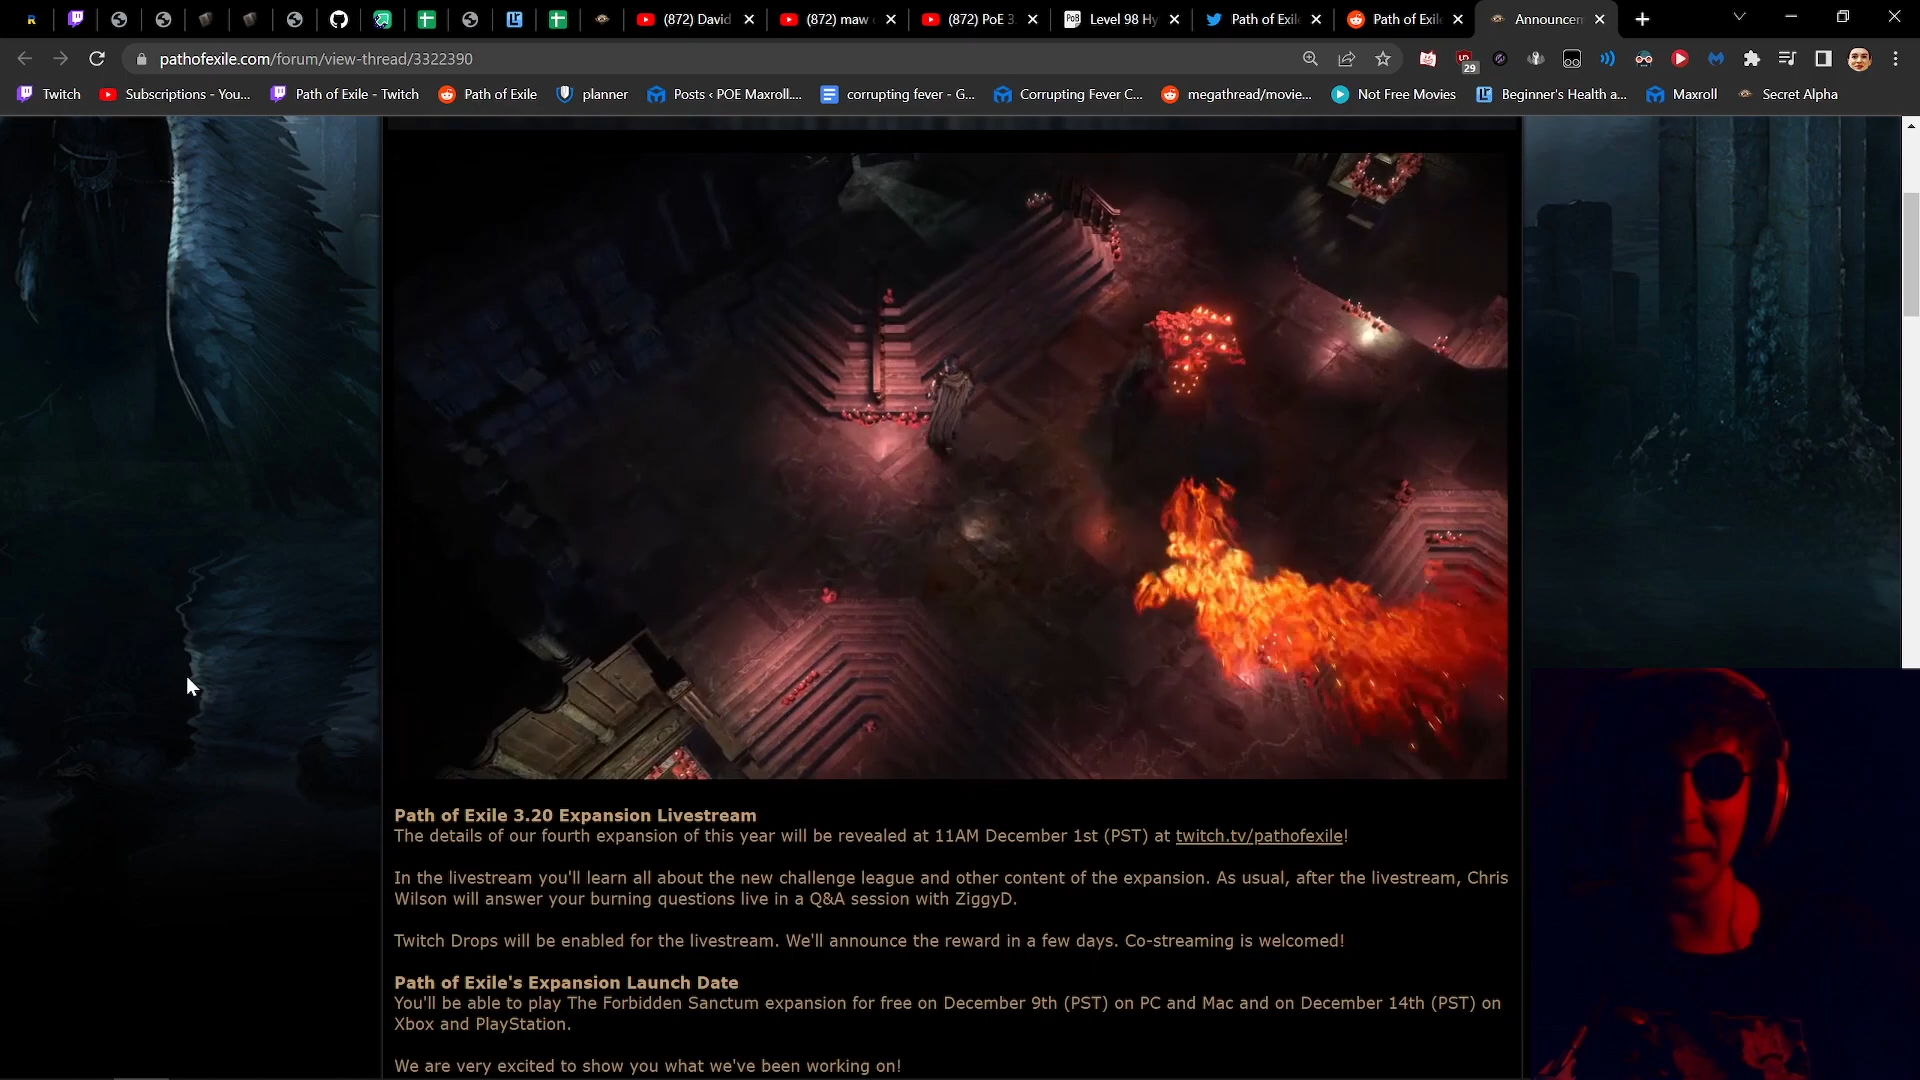 (872) David
(872) maw
(872) PoE 3.
Level 98 Hy
Path of Exile
Path of Exile
Announcem
pathofexile.com/forum/view-thread/3322390
29
Twitch
Subscriptions - You...
Path of Exile - Twitch
Path of Exile
planner
Posts ‹ POE Maxroll....
corrupting fever - G...
Corrupting Fever C...
megathread/movie...
Not Free Movies
Beginner's Health a...
Maxroll
Secret Alpha
Path of Exile 3.20 Expansion Livestream
The details of our fourth expansion of this year will be revealed at 11AM December 1st (PST) at twitch.tv/pathofexile!
In the livestream you'll learn all about the new challenge league and other content of the expansion. As usual, after the livestream, Chris
Wilson will answer your burning questions live in a Q&A session with ZiggyD.
Twitch Drops will be enabled for the livestream. We'll announce the reward in a few days. Co-streaming is welcomed!
Path of Exile's Expansion Launch Date
You'll be able to play The Forbidden Sanctum expansion for free on December 9th (PST) on PC and Mac and on December 14th (PST) on
Xbox and PlayStation.
We are very excited to show you what we've been working on!